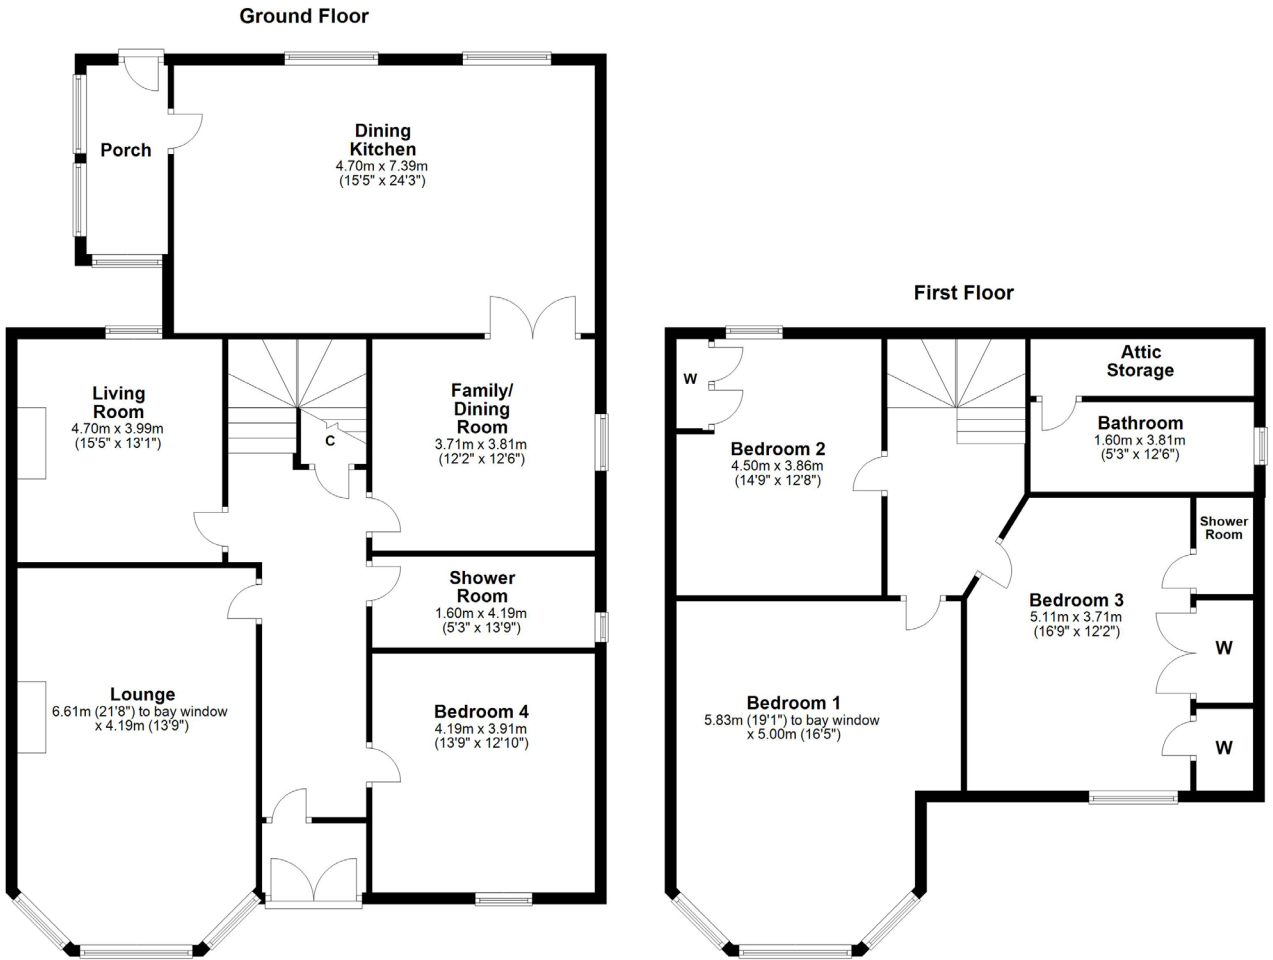 Ground Floor
Porch
Dining
Kitchen
4.70m x 7.39m
(15'5" x 24'3")
Living
Room
4.70m x 3.99m
(15'5" x 13'1")
C
Family/
Dining
Room
3.71m x 3.81m
(12'2" x 12'6")
Shower
Room
1.60m x 4.19m
(5'3" x 13'9")
Lounge
6.61m (21'8") to bay window
x 4.19m (13'9")
Bedroom 4
4.19m x 3.91m
(13'9" x 12'10")
First Floor
W
Bedroom 2
4.50m x 3.86m
(14'9" x 12'8")
Attic
Storage
Bathroom
1.60m x 3.81m
(5'3" x 12'6")
Shower
Room
Bedroom 3
5.11m x 3.71m
(16'9" x 12'2")
W
W
Bedroom 1
5.83m (19'1") to bay window
x 5.00m (16'5")